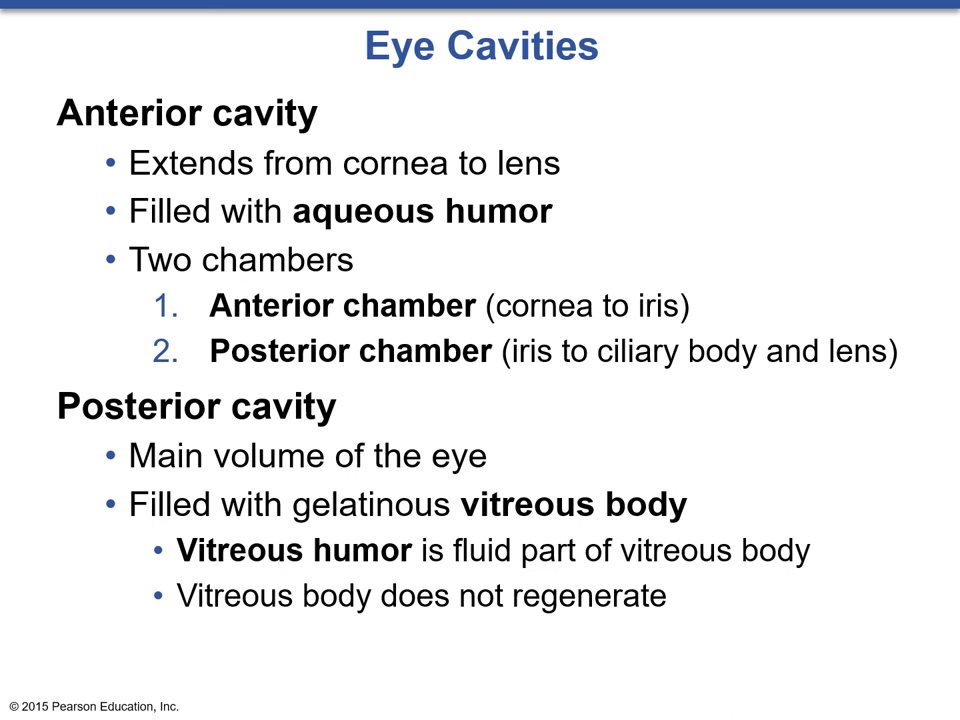 Eye Cavities
Anterior cavity
• Extends from cornea to lens
• Filled with aqueous humor
• Two chambers
1. Anterior chamber (cornea to iris)
2. Posterior chamber (iris to ciliary body and lens)
Posterior cavity
• Main volume of the eye
• Filled with gelatinous vitreous body
• Vitreous humor is fluid part of vitreous body
• Vitreous body does not regenerate
© 2015 Pearson Education, Inc.